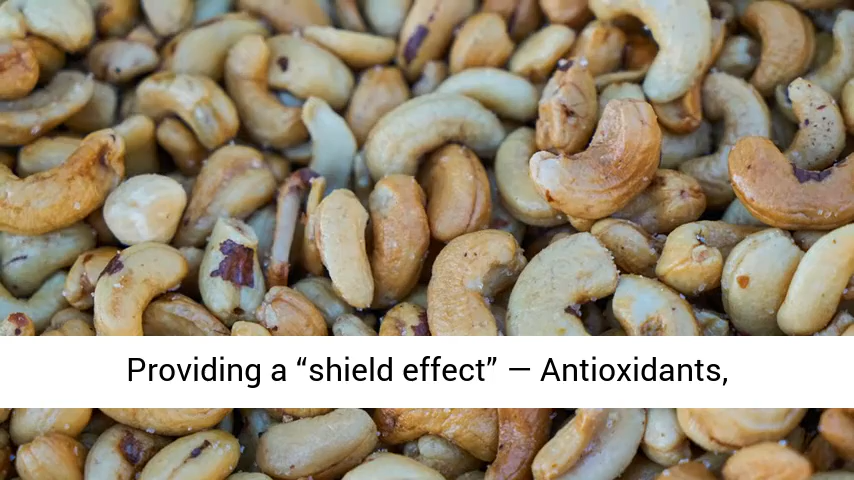 Providing a “shield effect” — Antioxidants,